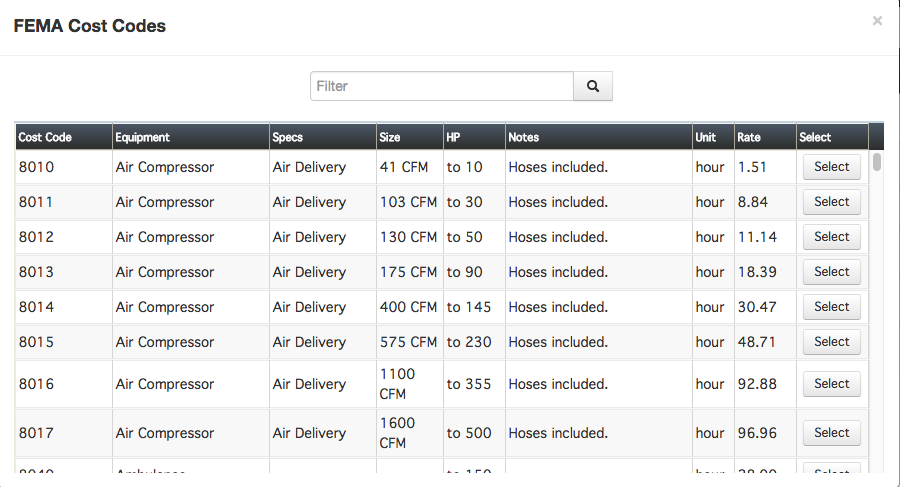 FEMA Cost Codes
×
Filter
Cost Code Equipment Specs Size HP Notes Unit Rate Select
8010 Air Compressor Air Delivery 41 CFM to 10 Hoses included. hour 1.51 Select
8011 Air Compressor Air Delivery 103 CFM to 30 Hoses included. hour 8.84 Select
8012 Air Compressor Air Delivery 130 CFM to 50 Hoses included. hour 11.14 Select
8013 Air Compressor Air Delivery 175 CFM to 90 Hoses included. hour 18.39 Select
8014 Air Compressor Air Delivery 400 CFM to 145 Hoses included. hour 30.47 Select
8015 Air Compressor Air Delivery 575 CFM to 230 Hoses included. hour 48.71 Select
8016 Air Compressor Air Delivery 1100 CFM to 355 Hoses included. hour 92.88 Select
8017 Air Compressor Air Delivery 1600 CFM to 500 Hoses included. hour 96.96 Select
Ambulance to 150 hour Select